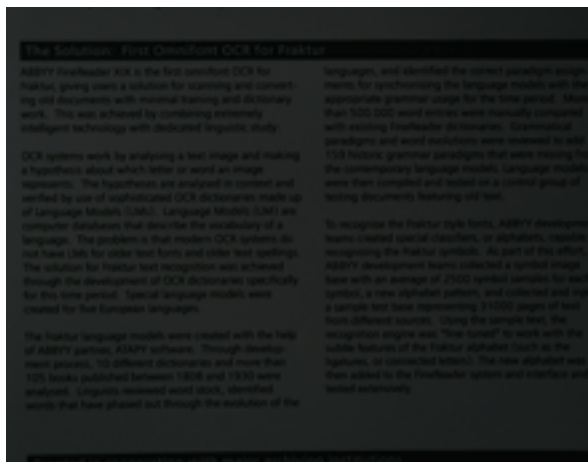 The Solution: First Omnifont OCR for Fraktur
ABBYY FineReader XIX is the first omnifont OCR for
Fraktur, giving users a solution for scanning and convert-
ing old documents with minimal training and dictionary
work. This was achieved by combining extremely
intelligent technology with dedicated linguistic study.
OCR systems work by analysing a text image and making
a hypothesis about which letter or word an image
represents. The hypotheses are analysed in context and
verified by use of sophisticated OCR dictionaries made up
of Language Models (LMs). Language Models (LM) are
computer databases that describe the vocabulary of a
language. The problem is that modern OCR systems do
not have LMs for older text fonts and older text spellings.
The solution for Fraktur text recognition was achieved
through the development of OCR dictionaries specifically
for this time period. Special language models were
created for five European languages.
The Fraktur language models were created with the help
of ABBYY partner, ATAPY software. Through develop-
ment process, 10 different dictionaries and more than
105 books published between 1808 and 1930 were
analysed. Linguists reviewed word stock, identified
words that have phased out through the evolution of the
languages, and identified the correct paradigm assign-
ments for synchronising the language models with the
appropriate grammar usage for the time period. More
than 500.000 word entries were manually compared
with existing FineReader dictionaries. Grammatical
paradigms and word evolutions were reviewed to add
159 historic grammar paradigms that were missing from
the contemporary language models. Language models
were then compiled and tested on a control group of
testing documents featuring old text.
To recognise the Fraktur style fonts, ABBYY development
teams created special classifiers, or alphabets, capable
recognising the Fraktur symbols. As part of this effort,
ABBYY development teams collected a symbol image
base with an average of 2500 symbol samples for each
symbol, a new alphabet pattern, and collected and
a sample text base representing 31000 pages of text
from different sources. Using the sample text, the
recognition engine was "fine tuned" to work with the
subtle features of the Fraktur alphabet (such as the
ligatures, or connected letters). The new alphabet was
then added to the FineReader system and interface and
tested extensively.
with major archiving institutions